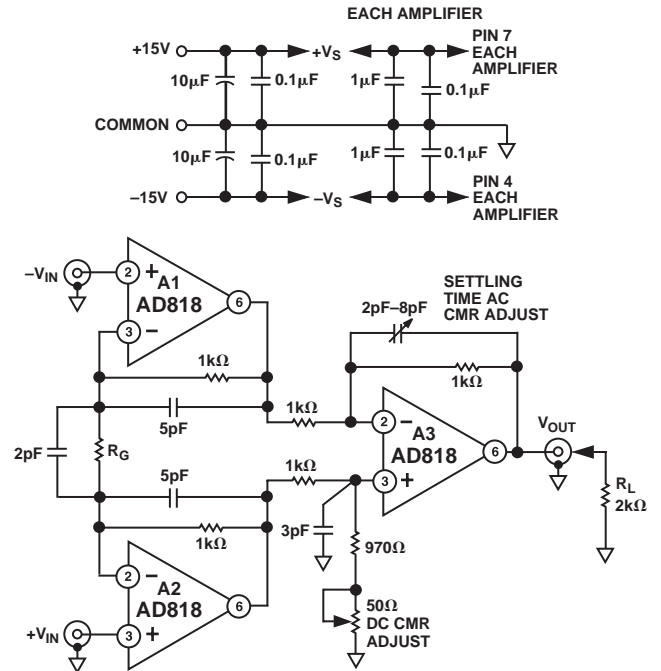 EACH AMPLIFIER
+15V
+VS
PIN 7
EACH
AMPLIFIER
10µF
0.1µF
1µF
0.1µF
COMMON
10µF
0.1µF
1µF
0.1µF
–15V
–VS
PIN 4
EACH
AMPLIFIER
–VIN
2
+
A1
AD818
6
3
–
SETTLING
TIME AC
CMR ADJUST
2pF–8pF
1kΩ
1kΩ
5pF
1kΩ
2
–
A3
AD818
6
VOUT
2pF
RG
1kΩ
3
+
RL
2kΩ
5pF
3pF
1kΩ
970Ω
2
–
A2
AD818
6
+VIN
3
+
50Ω
DC CMR
ADJUST